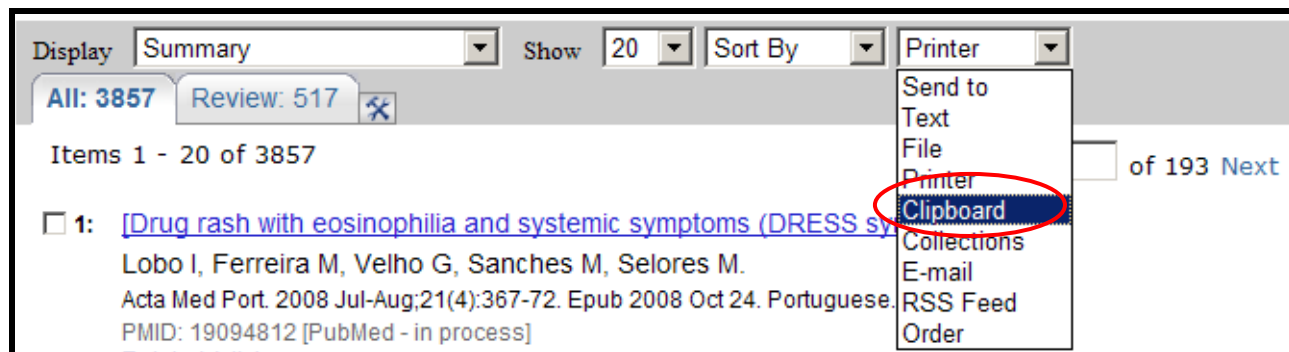 Display Summary Show 20 Sort By Printer
All: 3857 Review: 517
Send to
Text
File
Printer
Clipboard
Collections
E-mail
RSS Feed
Order
Items 1 - 20 of 3857
of 193 Next
1: [Drug rash with eosinophilia and systemic symptoms (DRESS sy
Lobo I, Ferreira M, Velho G, Sanches M, Selores M.
Acta Med Port. 2008 Jul-Aug;21(4):367-72. Epub 2008 Oct 24. Portuguese.
PMID: 19094812 [PubMed - in process]